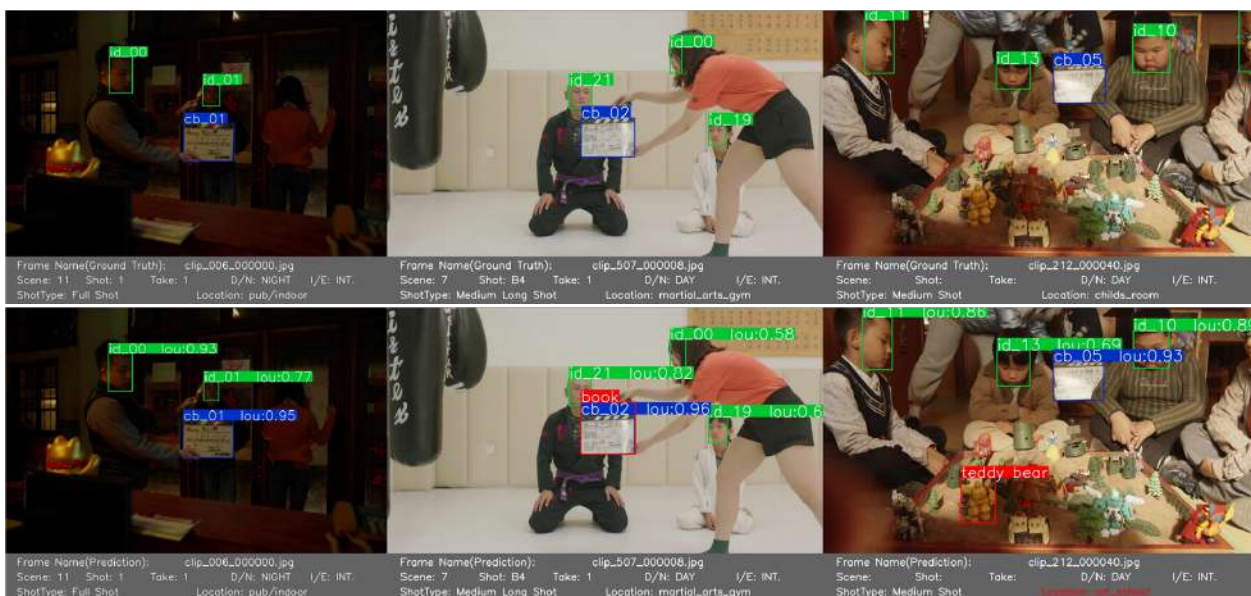 id_00
id_01
cb_01
id_00
id_21
cb_02
id_19
id_11
id_10
id_13
cb_05
Frame Name(Ground Truth): clip_006_000000.jpg
Scene: 11 Shot: 1 Take: 1 D/N: NIGHT I/E: INT.
ShotType: Full Shot Location: pub/indoor
Frame Name(Ground Truth): clip_507_000008.jpg
Scene: 7 Shot: B4 Take: 1 D/N: DAY I/E: INT.
ShotType: Medium Long Shot Location: martial_arts_gym
Frame Name(Ground Truth): clip_212_000040.jpg
Scene: Shot: Take: D/N: DAY I/E: INT.
ShotType: Medium Shot Location: childs_room
id_00 Iou:0.93
id_01 Iou:0.77
cb_01 Iou:0.95
id_00 Iou:0.58
id_21 Iou:0.82
book
cb_02 Iou:0.96
id_19 Iou:0.6
id_11 Iou:0.86
id_10 Iou:0.89
id_13 Iou:0.69
cb_05 Iou:0.93
teddy bear
Frame Name(Prediction): clip_006_000000.jpg
Scene: 11 Shot: 1 Take: 1 D/N: NIGHT I/E: INT.
ShotType: Full Shot Location: pub/indoor
Frame Name(Prediction): clip_507_000008.jpg
Scene: 7 Shot: B4 Take: 1 D/N: DAY I/E: INT.
ShotType: Medium Long Shot Location: martial_arts_gym
Frame Name(Prediction): clip_212_000040.jpg
Scene: Shot: Take: D/N: DAY I/E: INT.
ShotType: Medium Shot Location: